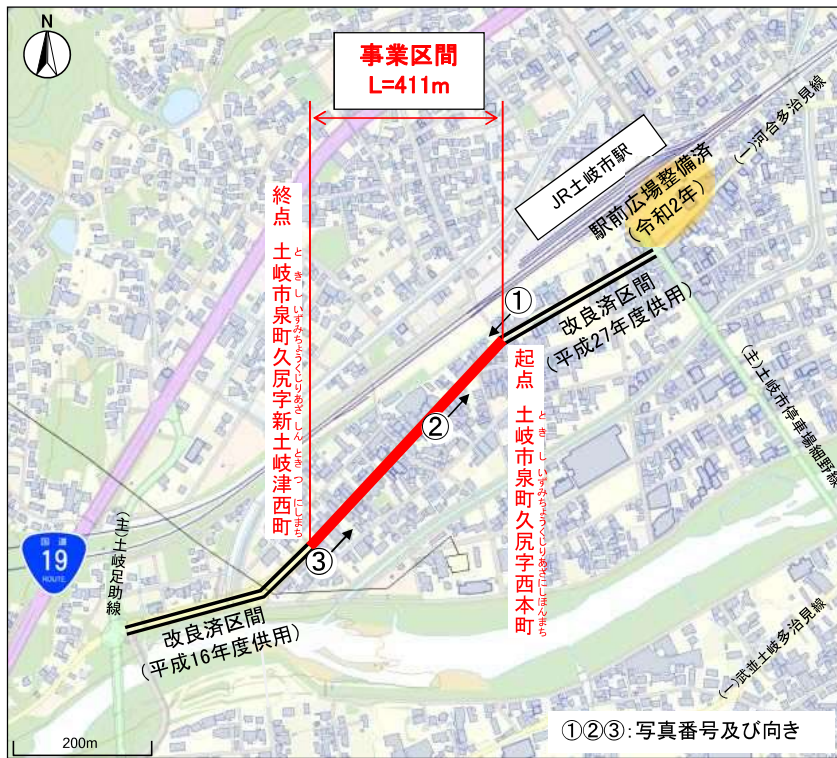 N
事業区間
L=411m
JR土岐市駅
(一)河合多治見線
駅前広場整備済
(令和2年)
①
改良済区間
(平成27年度供用)
終点 土岐市泉町久尻字新土岐津西町
ときしいずみちょうくじりあざしんときつにしまち
起点 土岐市泉町久尻字西本町
ときしいずみちょうくじりあざにしほんまち
②
(主)土岐市停車場細野線
③
国道
19
ROUTE
(主)土岐足助線
改良済区間
(平成16年度供用)
(一)武並土岐多治見線
200m
①②③:写真番号及び向き